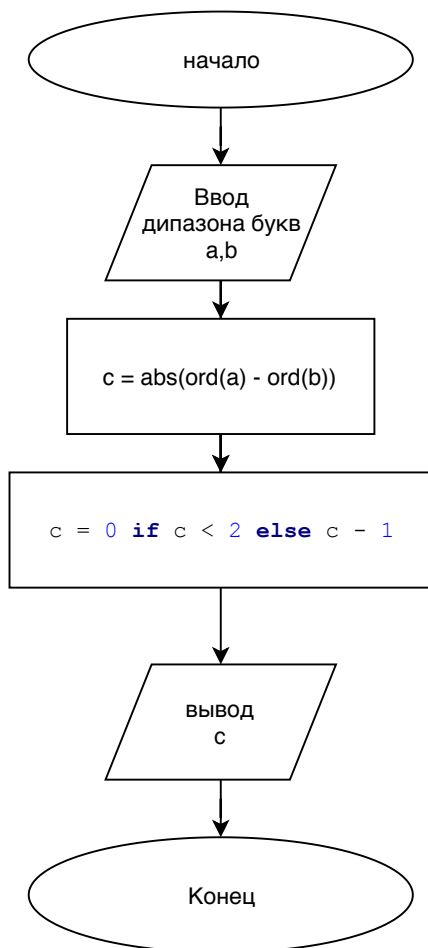 начало
Ввод
дипазона букв
a,b
c = abs(ord(a) - ord(b))
c = 0 if c < 2 else c - 1
вывод
c
Конец